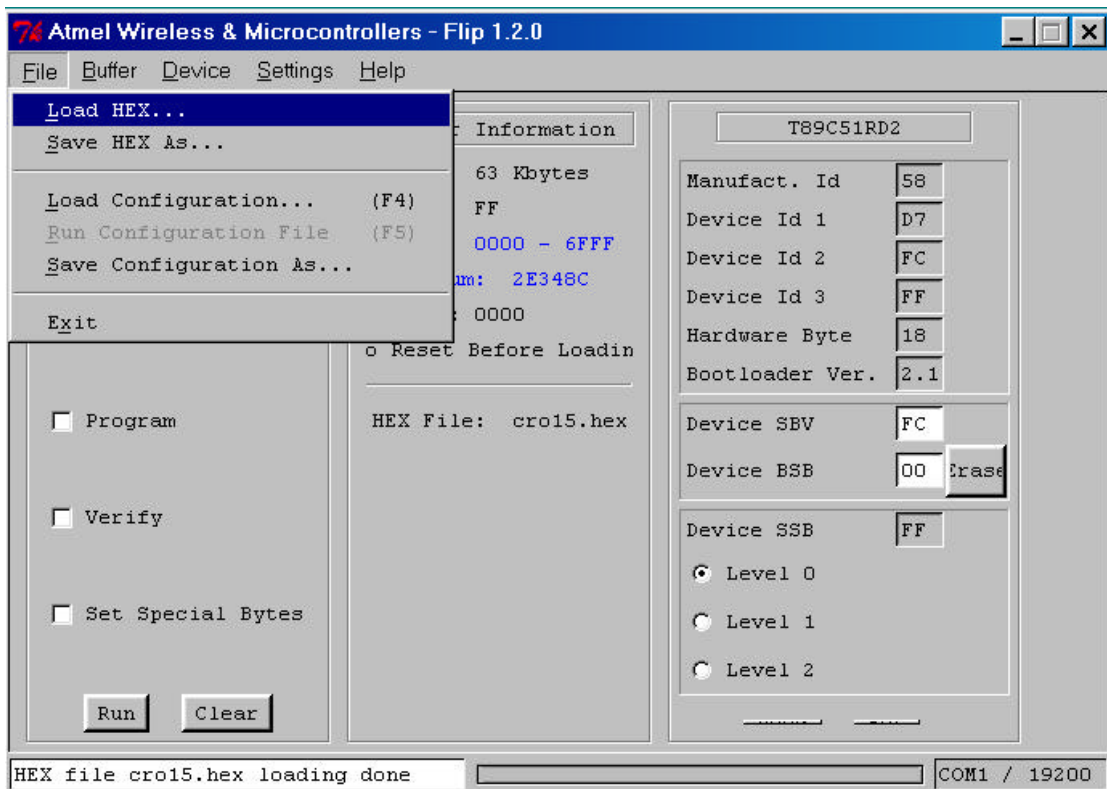 Atmel Wireless & Microcontrollers - Flip 1.2.0
File Buffer Device Settings Help
Load HEX...
Save HEX As...
Load Configuration... (F4)
Run Configuration File (F5)
Save Configuration As...
Exit
Program
Verify
Set Special Bytes
Run Clear
Information
63 Kbytes
FF
0000 - 6FFF
um: 2E348C
: 0000
o Reset Before Loadin
HEX File: cro15.hex
T89C51RD2
Manufact. Id 58
Device Id 1 D7
Device Id 2 FC
Device Id 3 FF
Hardware Byte 18
Bootloader Ver. 2.1
Device SBV FC
Device BSB 00 Erase
Device SSB FF
Level 0
Level 1
Level 2
HEX file cro15.hex loading done
COM1 / 19200